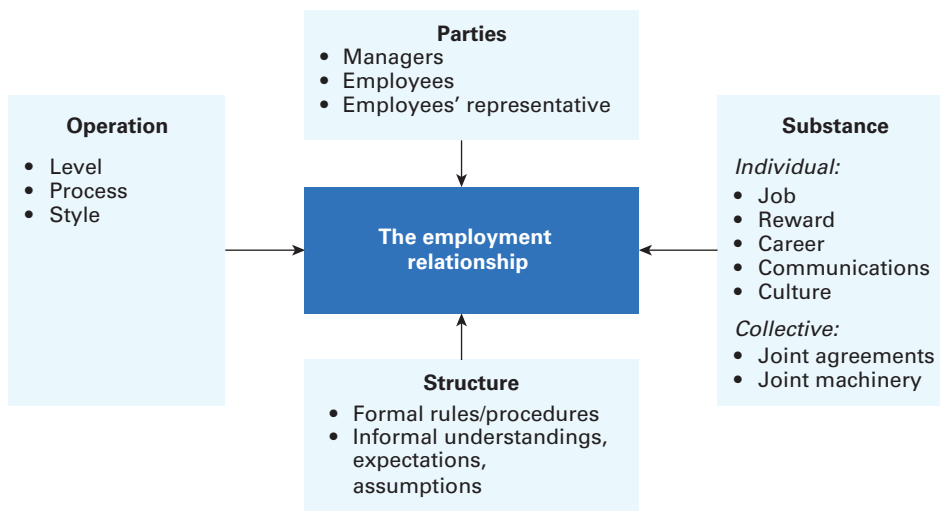 Parties
• Managers
• Employees
• Employees’ representative
Operation
• Level
• Process
• Style
The employment
relationship
Substance
Individual:
• Job
• Reward
• Career
• Communications
• Culture
Collective:
• Joint agreements
• Joint machinery
Structure
• Formal rules/procedures
• Informal understandings,
expectations,
assumptions